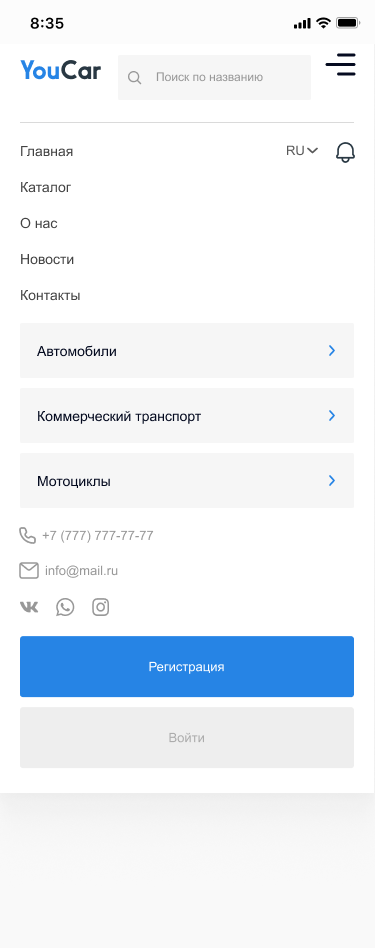 8:35
YouCar
Поиск по названию
Главная
RU
Каталог
О нас
Новости
Контакты
Автомобили
Коммерческий транспорт
Мотоциклы
+7 (777) 777-77-77
info@mail.ru
Регистрация
Войти